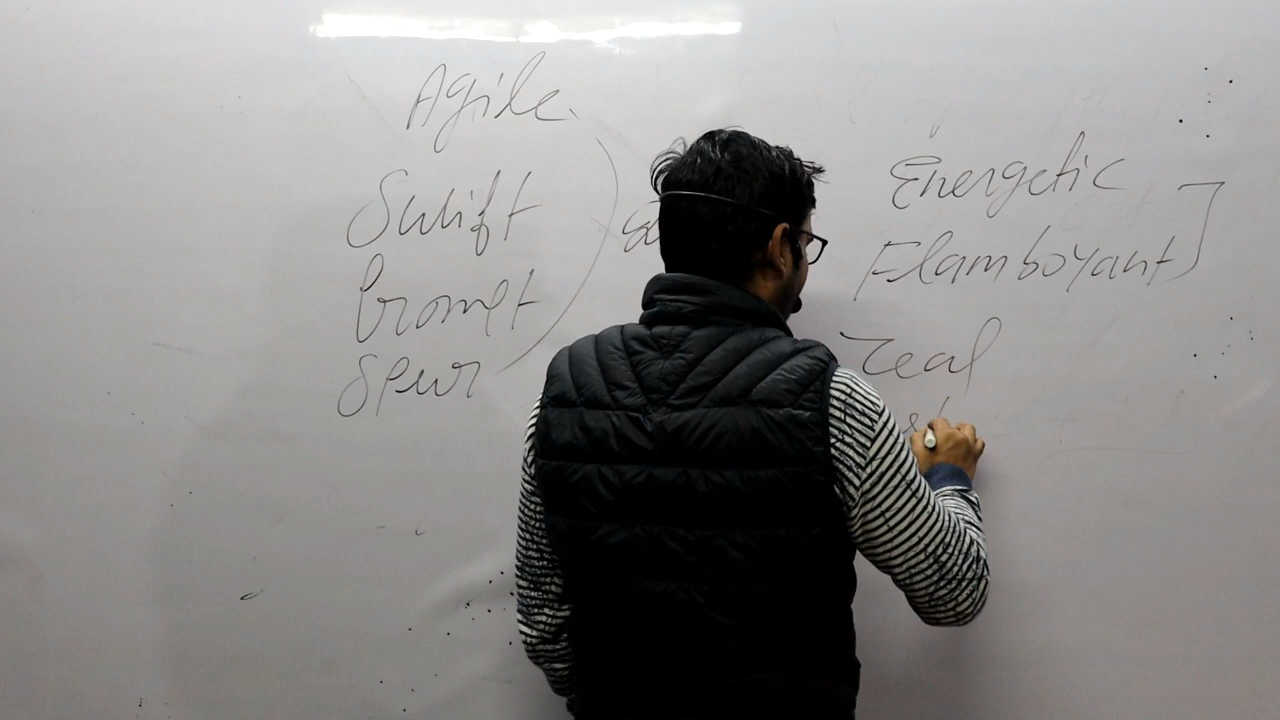 Agile
Swift
Prompt
Spur
Energetic
Flamboyant
Zeal